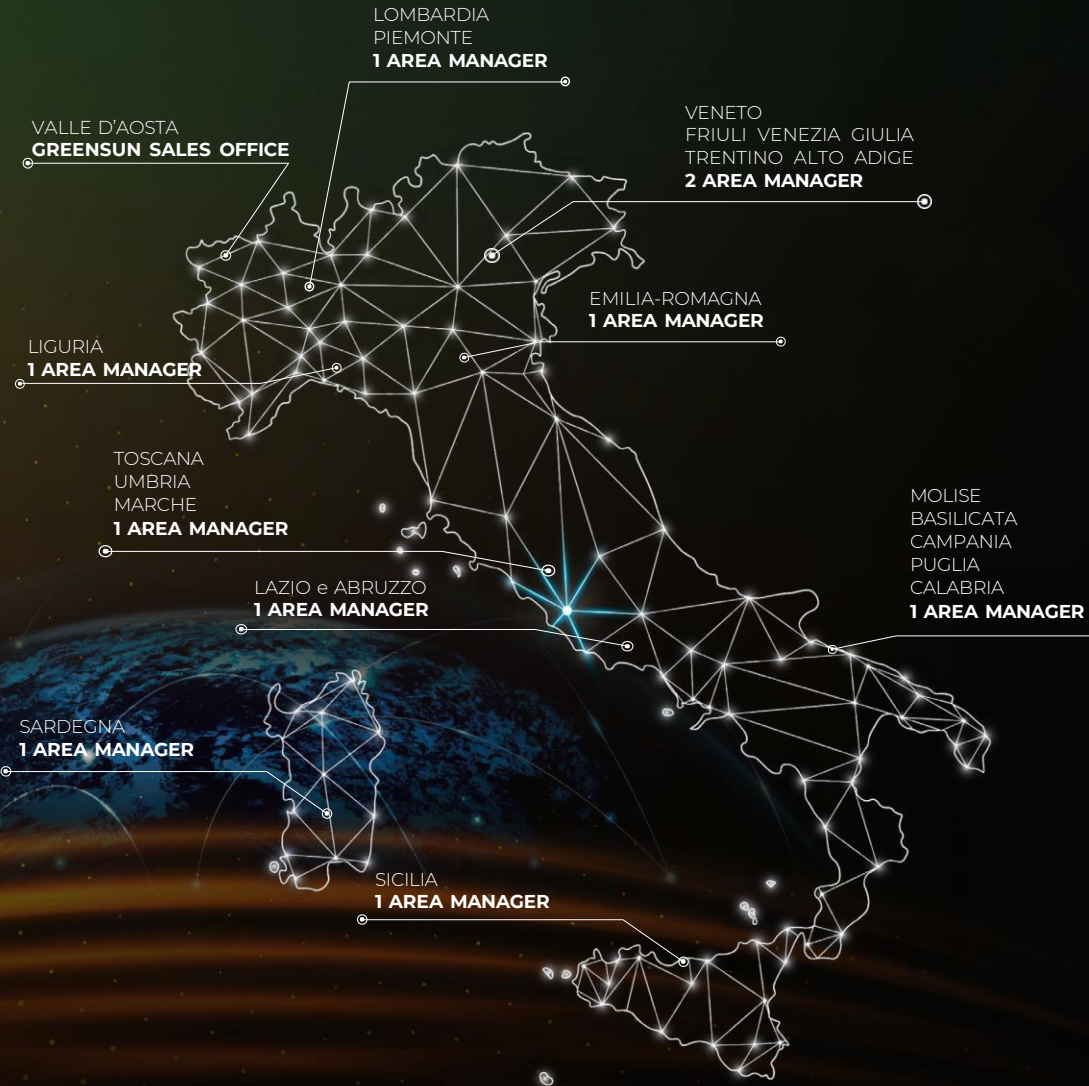 LOMBARDIA
PIEMONTE
1 AREA MANAGER
VALLE D'AOSTA
GREENSUN SALES OFFICE
VENETO
FRIULI VENEZIA GIULIA
TRENTINO ALTO ADIGE
2 AREA MANAGER
EMILIA-ROMAGNA
1 AREA MANAGER
LIGURIA
1 AREA MANAGER
TOSCANA
UMBRIA
MARCHE
1 AREA MANAGER
MOLISE
BASILICATA
CAMPANIA
PUGLIA
CALABRIA
1 AREA MANAGER
LAZIO e ABRUZZO
1 AREA MANAGER
SARDEGNA
1 AREA MANAGER
SICILIA
1 AREA MANAGER